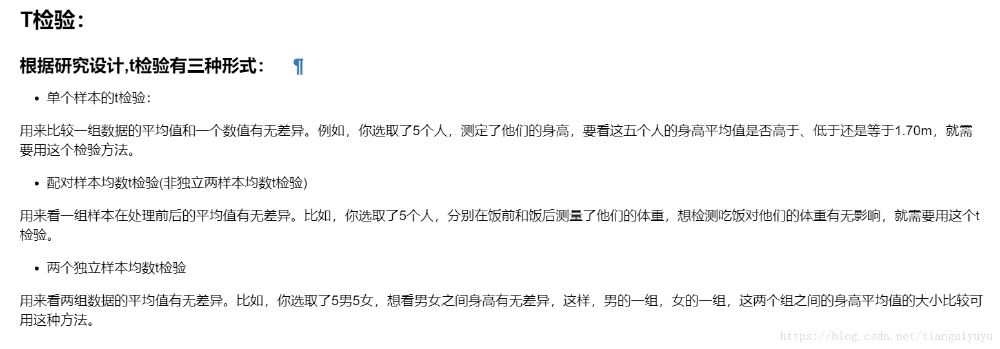 T检验：
根据研究设计,t检验有三种形式： ¶
• 单个样本的t检验：
用来比较一组数据的平均值和一个数值有无差异。例如，你选取了5个人，测定了他们的身高，要看这五个人的身高平均值是否高于、低于还是等于1.70m，就需
要用这个检验方法。
• 配对样本均数t检验(非独立两样本均数t检验)
用来看一组样本在处理前后的平均值有无差异。比如，你选取了5个人，分别在饭前和饭后测量了他们的体重，想检测吃饭对他们的体重有无影响，就需要用这个t
检验。
• 两个独立样本均数t检验
用来看两组数据的平均值有无差异。比如，你选取了5男5女，想看男女之间身高有无差异，这样，男的一组，女的一组，这两个组之间的身高平均值的大小比较可
用这种方法。
https://blog.csdn.net/tianguiyuyu